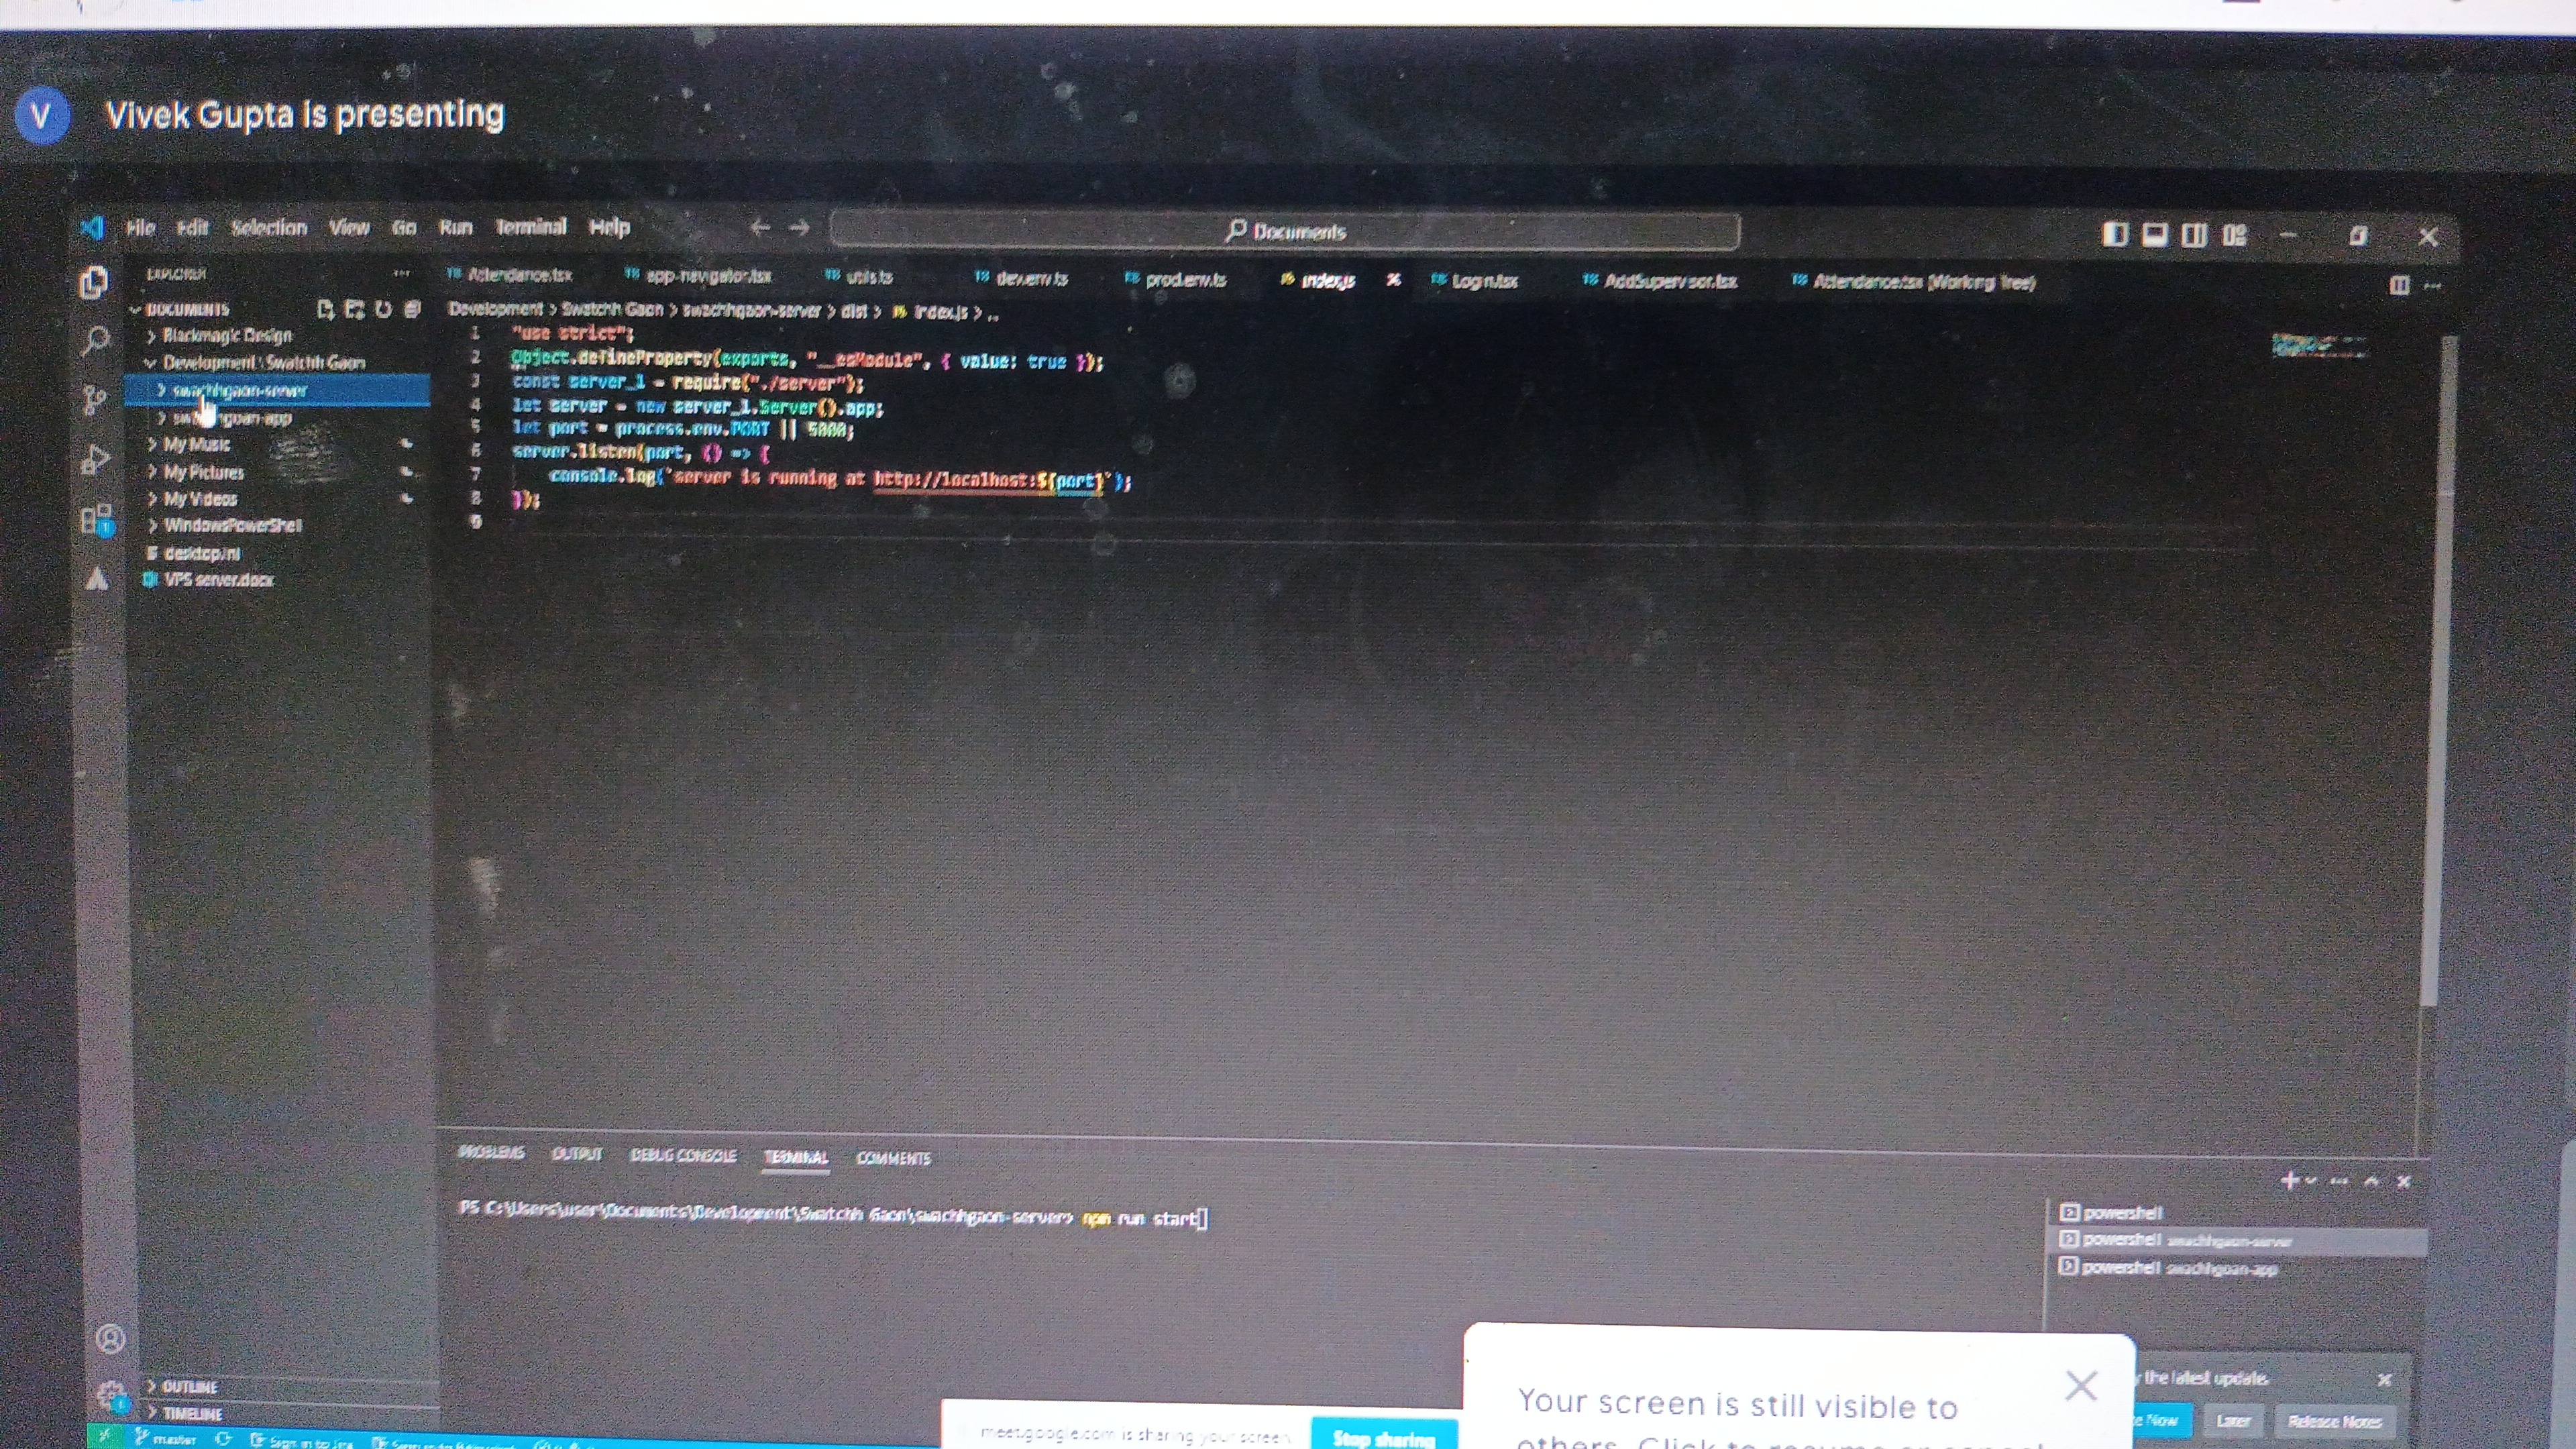 V
Vivek Gupta is presenting
File Edit Selection View Go Run Terminal Help
Documents
EXPLORER
Attendance.tsx
app-navigator.tsx
utils.ts
dev.env.ts
prod.env.ts
index.js
Login.tsx
AddSupervisor.tsx
Attendance.tsx (Working Tree)
DOCUMENTS
Development > Swatchh Gaon > swachhgaon-server > dist > index.js > ..
Blackmagic Design
Development \ Swatchh Gaon
swachhgaon-server
My Music
My Pictures
My Videos
WindowsPowerShell
desktop.ini
VPS server.docx
1 "use strict";
2 Object.defineProperty(exports, "__esModule", { value: true });
3 const server_1 = require("./server");
4 let server = new server_1.Server().app;
5 let port = process.env.PORT || 5000;
6 server.listen(port, () => {
7 console.log(`server is running at http://localhost:${port}`);
8 });
9
PROBLEMS OUTPUT DEBUG CONSOLE TERMINAL COMMENTS
PS C:\Users\user\Documents\Development\Swatchh Gaon\swachhgaon-server> npm run start
powershell
powershell swachhgaon-server
powershell swachhgoan-app
OUTLINE
TIMELINE
master
Sign in to Jira
the latest update.
Now
Later
Release Notes
meet.google.com is sharing your screen.
Stop sharing
Your screen is still visible to
others. Click to resume or cancel